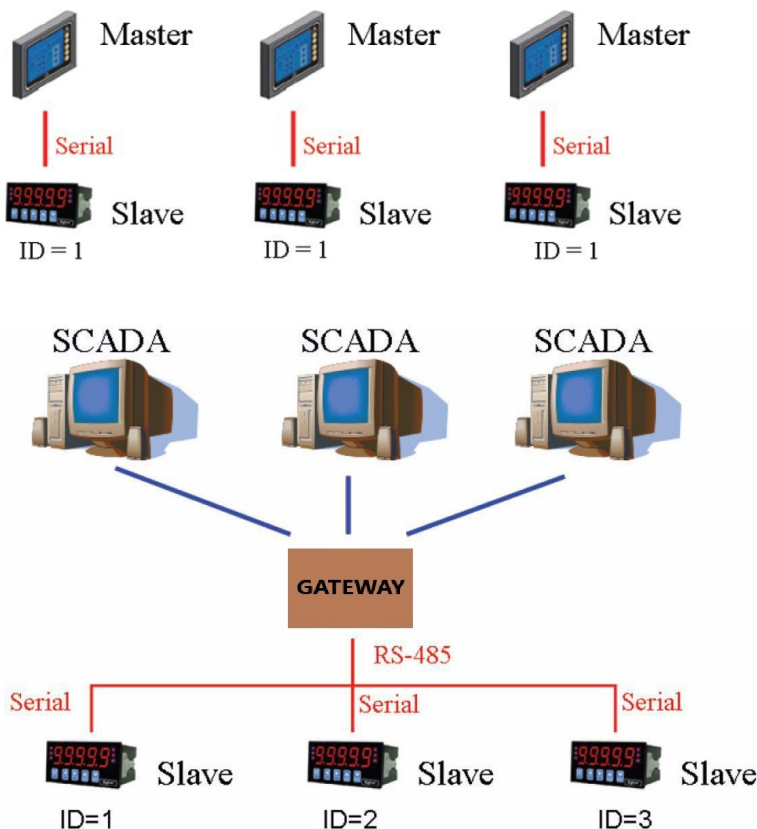 Master Master Master
Serial Serial Serial
99999 99999 99999
Slave Slave Slave
ID = 1 ID = 1 ID = 1
SCADA SCADA SCADA
GATEWAY
RS-485
Serial Serial Serial
99999 99999 99999
Slave Slave Slave
ID=1 ID=2 ID=3